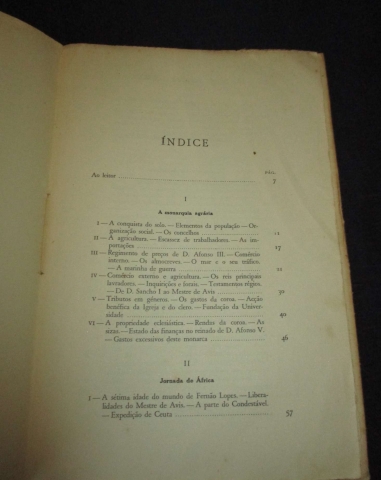 ÍNDICE
PÁG.
Ao leitor 7
I
A monarquia agrária
I — A conquista do solo. — Elementos da população — Organização social. — Os concelhos 11
II — A agricultura. — Escassez de trabalhadores. — As importações 17
III — Regimento de preços de D. Afonso III. — Comércio interno. — Os almocreves. — O mar e o seu tráfico. — A marinha de guerra 22
IV — Comércio externo e agricultura. — Os reis principais lavradores. — Inquirições e forais. — Testamentos régios. — De D. Sancho I ao Mestre de Avis 30
V — Tributos em géneros. — Os gastos da coroa. — Acção benéfica da Igreja e do clero. — Fundação da Universidade 40
VI — A propriedade eclesiástica. — Rendas da coroa. — As sizas. — Estado das finanças no reinado de D. Afonso V. — Gastos excessivos deste monarca 46
II
Jornada de África
I — A sétima idade do mundo de Fernão Lopes. — Liberalidades do Mestre de Avis. — A parte do Condestável. — Expedição de Ceuta 57